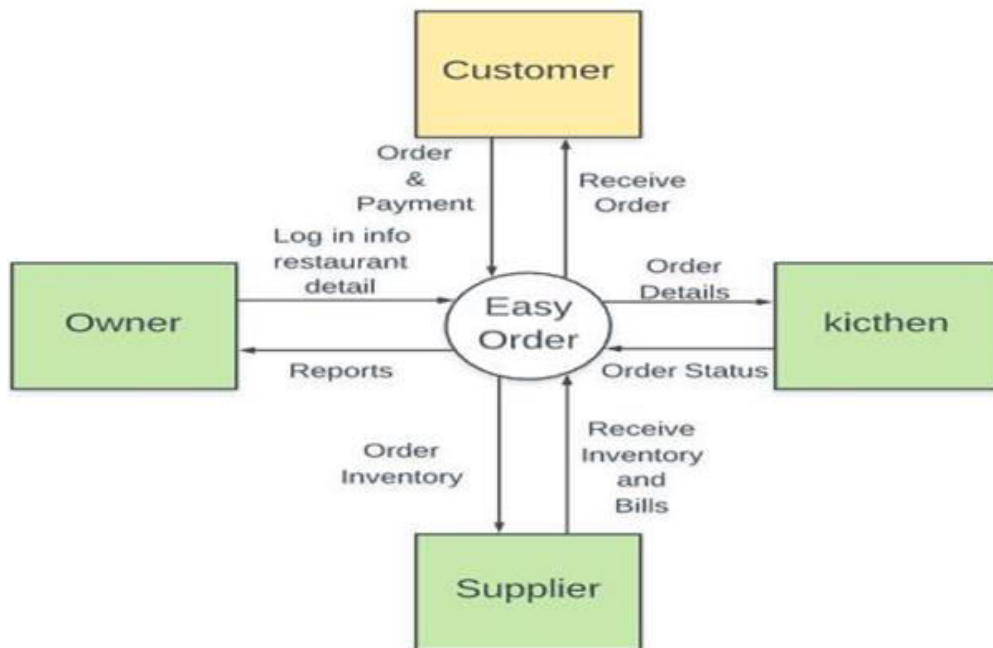 Customer
Order
&
Payment
Receive
Order
Log in info
restaurant
detail
Order
Details
Owner
Easy
Order
kicthen
Reports
Order Status
Order
Inventory
Receive
Inventory
and
Bills
Supplier